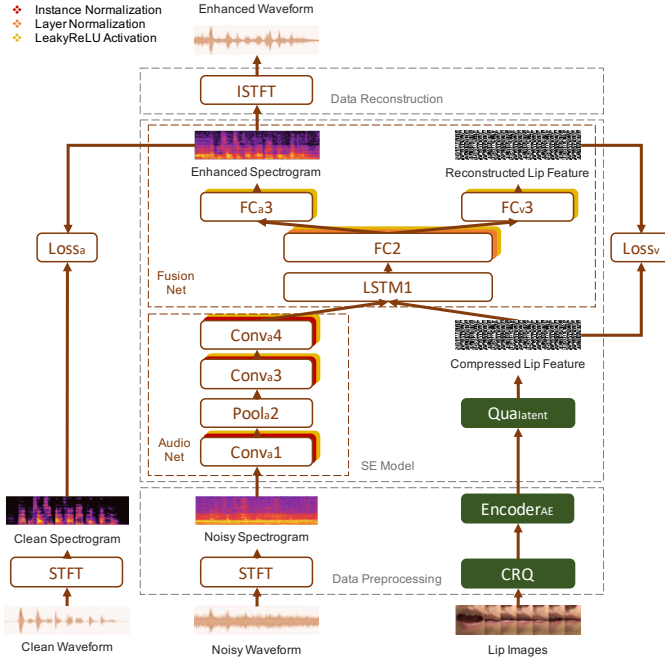 Instance Normalization
Layer Normalization
LeakyReLU Activation
Enhanced Waveform
ISTFT
Data Reconstruction
Enhanced Spectrogram
Reconstructed Lip Feature
FCa3
FCv3
Lossa
FC2
Lossv
Fusion
Net
LSTM1
Conva4
Compressed Lip Feature
Conva3
Poola2
Qualatent
Audio
Net
Conva1
SE Model
EncoderAE
Clean Spectrogram
Noisy Spectrogram
STFT
STFT
Data Preprocessing
CRQ
Clean Waveform
Noisy Waveform
Lip Images